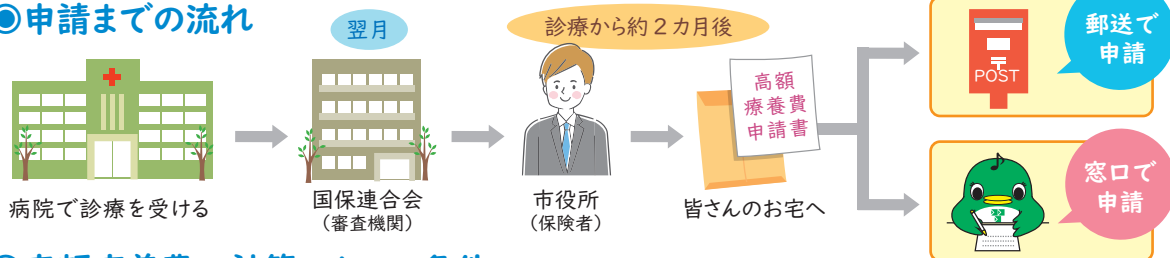 ◉申請までの流れ
翌月
診療から約2カ月後
病院で診療を受ける
国保連合会
(審査機関)
市役所
(保険者)
高額
療養費
申請書
皆さんのお宅へ
〒
POST
郵送で
申請
窓口で
申請